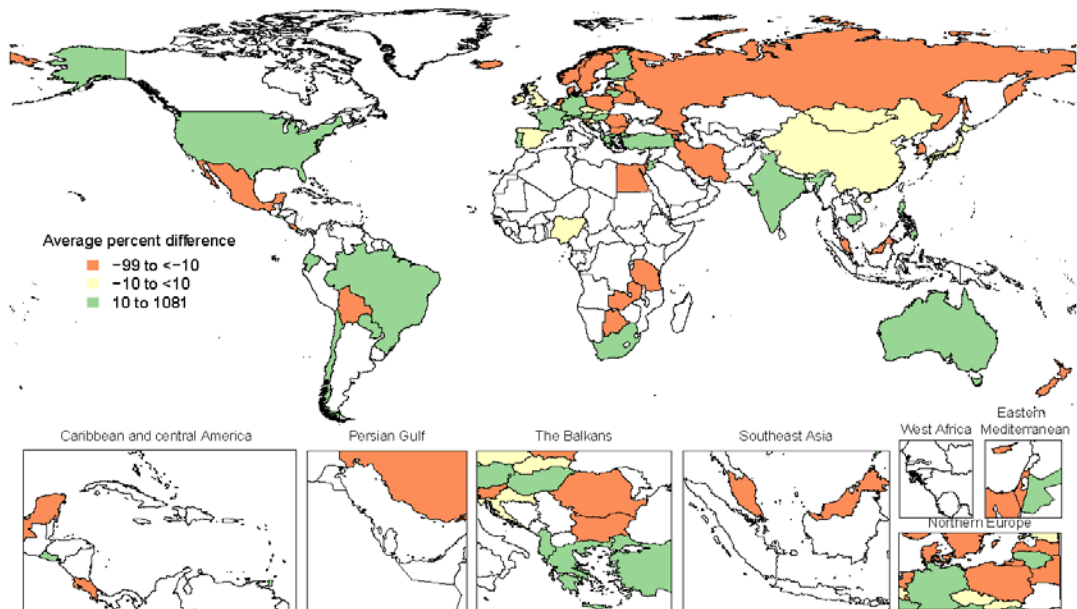 Average percent difference
−99 to <−10
−10 to <10
10 to 1081
Caribbean and central America
Persian Gulf
The Balkans
Southeast Asia
West Africa
Eastern
Mediterranean
Northern Europe